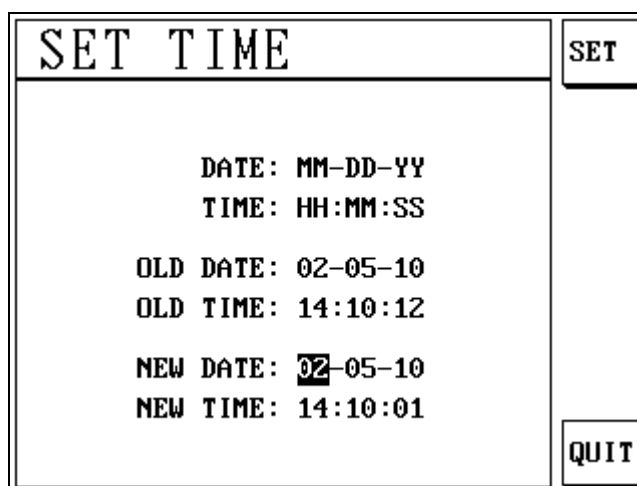 SET TIME
SET
DATE: MM-DD-YY
TIME: HH:MM:SS
OLD DATE: 02-05-10
OLD TIME: 14:10:12
NEW DATE: 02-05-10
NEW TIME: 14:10:01
QUIT